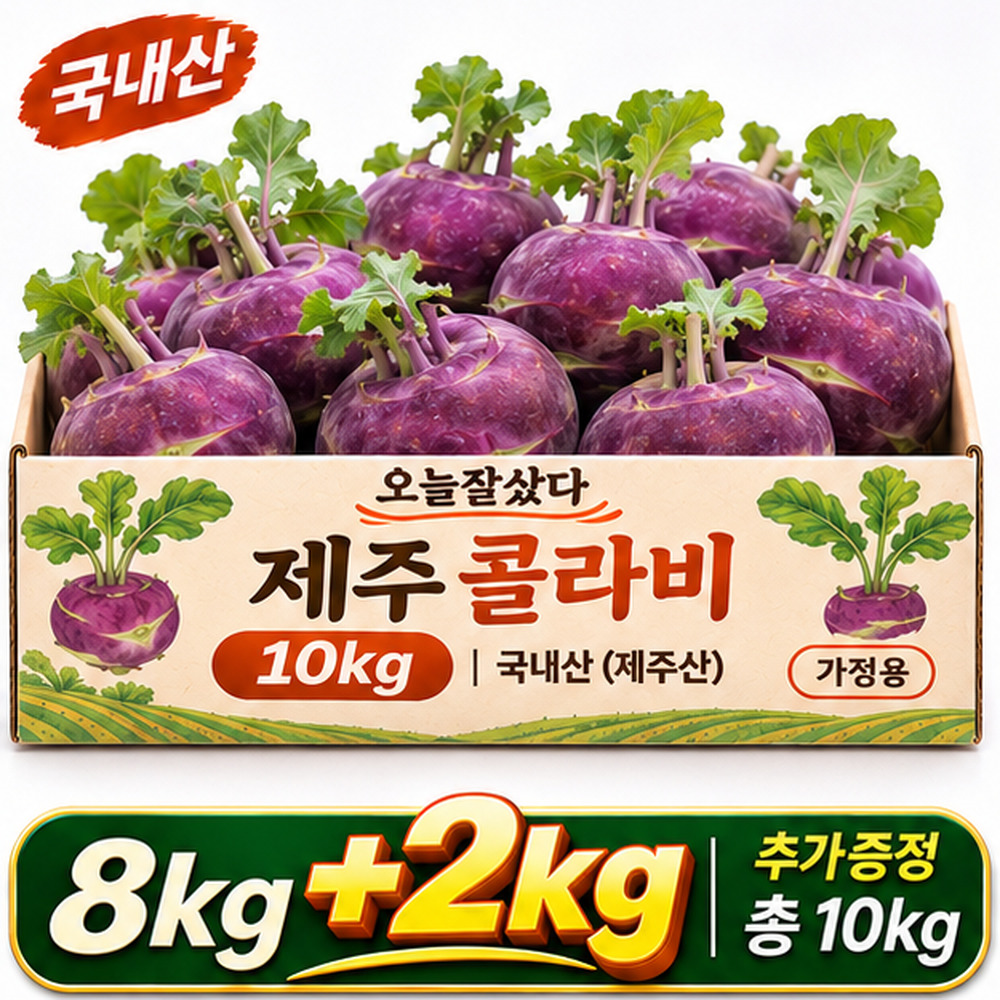 국내산
오늘잘샀다
제주 콜라비
10kg | 국내산 (제주산)
가정용
8kg+2kg
추가증정
총 10kg